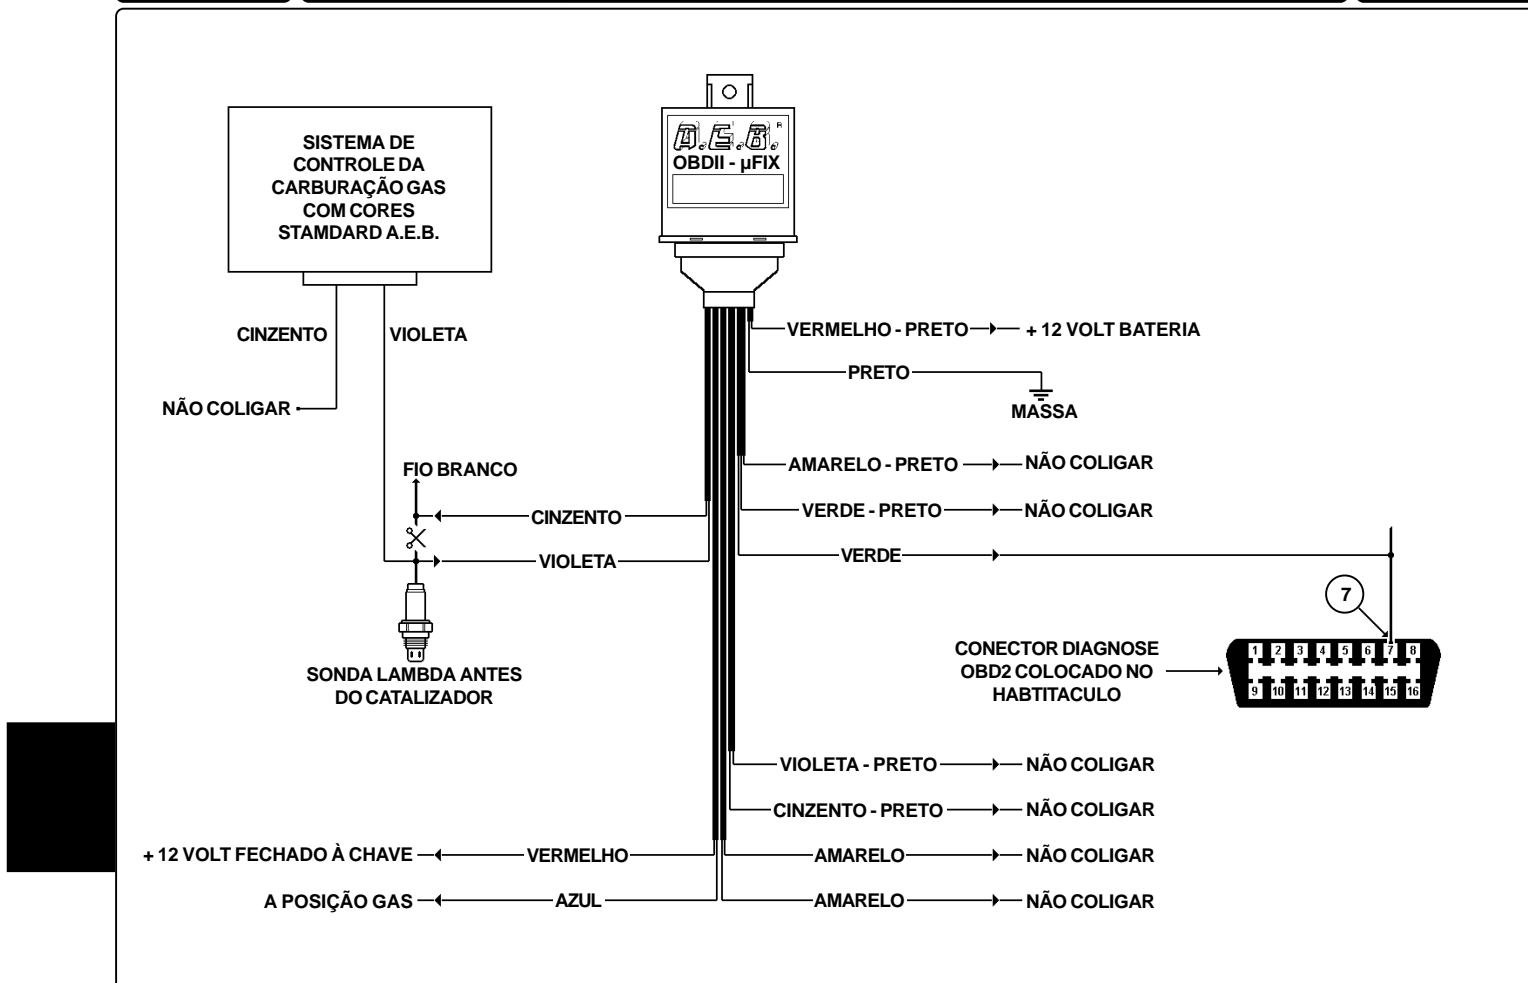 SISTEMA DE
CONTROLE DA
CARBURAÇÃO GAS
COM CORES
STAMDARD A.E.B.
A.E.B. R
OBDII - µFIX
CINZENTO
VIOLETA
NÃO COLIGAR
VERMELHO - PRETO
+ 12 VOLT BATERIA
PRETO
MASSA
FIO BRANCO
AMARELO - PRETO
NÃO COLIGAR
CINZENTO
VERDE - PRETO
NÃO COLIGAR
VIOLETA
VERDE
7
SONDA LAMBDA ANTES
DO CATALIZADOR
CONECTOR DIAGNOSE
OBD2 COLOCADO NO
HABTITACULO
1 2 3 4 5 6 7 8
9 10 11 12 13 14 15 16
VIOLETA - PRETO
NÃO COLIGAR
CINZENTO - PRETO
NÃO COLIGAR
+ 12 VOLT FECHADO À CHAVE
VERMELHO
AMARELO
NÃO COLIGAR
A POSIÇÃO GAS
AZUL
AMARELO
NÃO COLIGAR